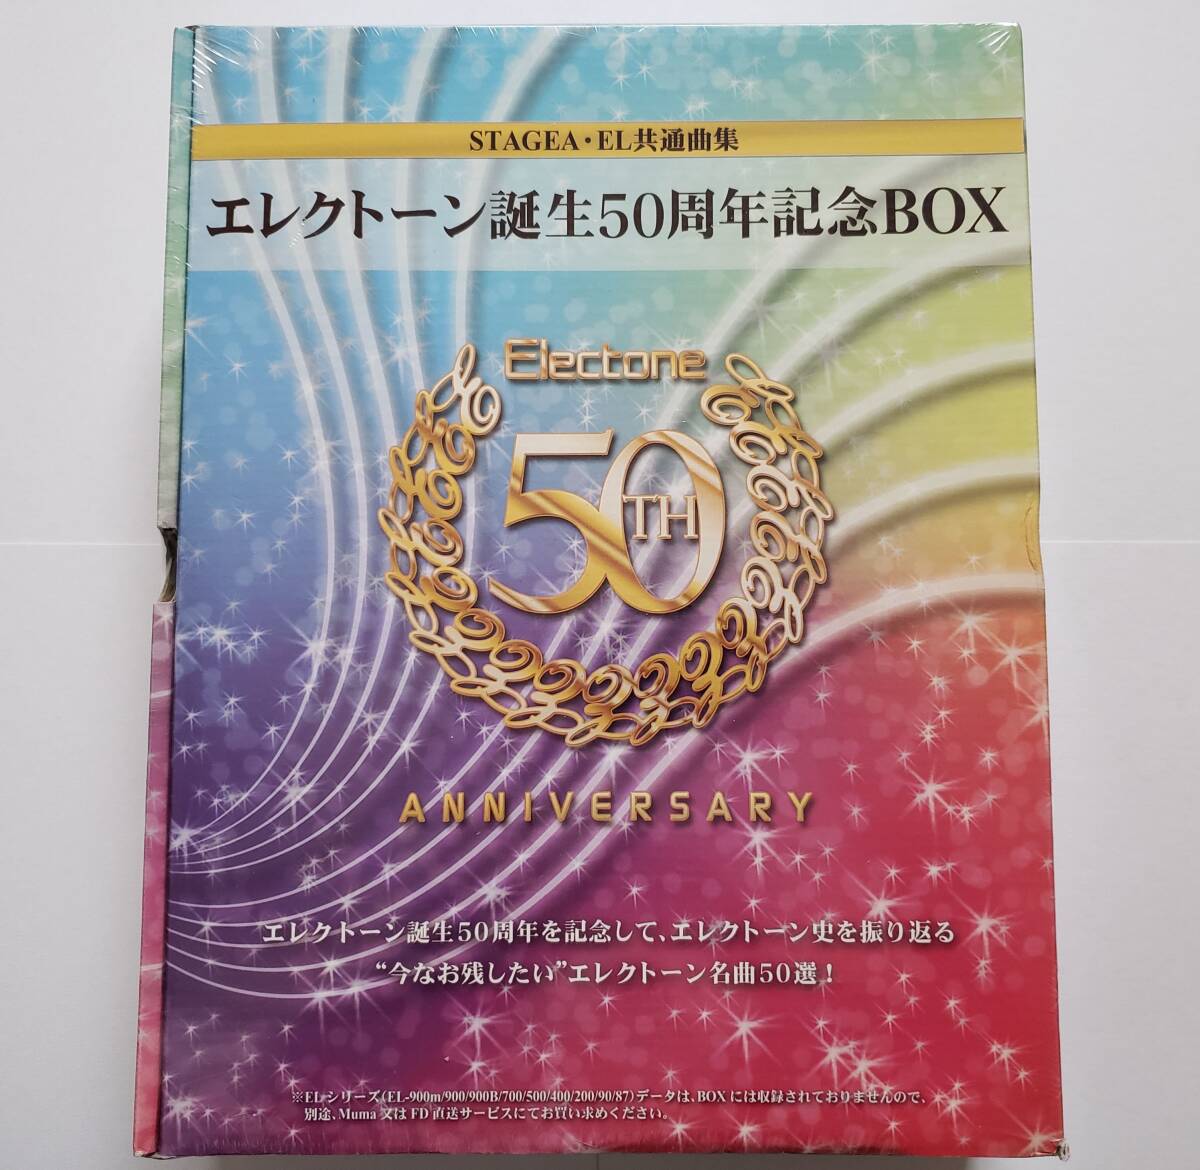 STAGEA・EL共通曲集
エレクトーン誕生50周年記念BOX
Electone
50TH
ANNIVERSARY
エレクトーン誕生50周年を記念して、エレクトーン史を振り返る
“今なお残したい”エレクトーン名曲50選！
※ELシリーズ(EL-900m/900/900B/700/500/400/200/90/87)データは、BOXには収録されておりませんので、
別途、Muma又はFD直送サービスにてお買い求めください。